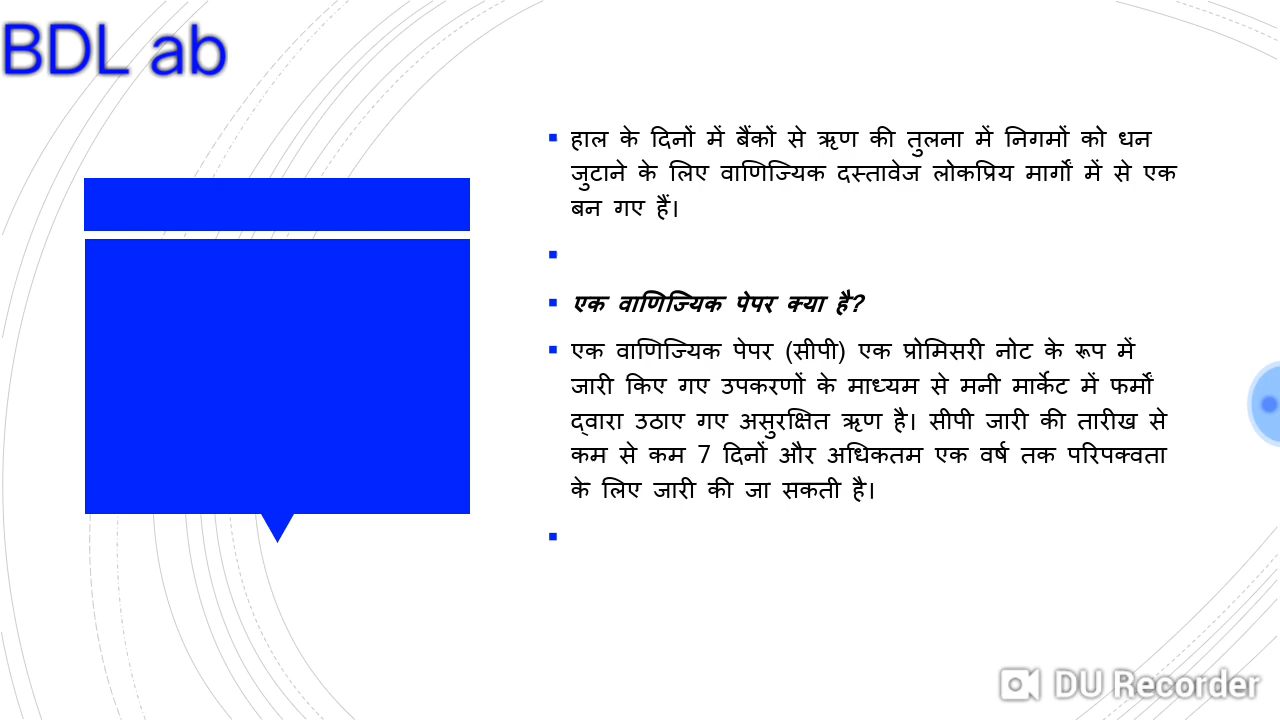 BDL ab
हाल के दिनों में बैंकों से ऋण की तुलना में निगमों को धन
जुटाने के लिए वाणिज्यिक दस्तावेज लोकप्रिय मार्गों में से एक
बन गए हैं।
एक वाणिज्यिक पेपर क्या है?
एक वाणिज्यिक पेपर (सीपी) एक प्रोमिसरी नोट के रूप में
जारी किए गए उपकरणों के माध्यम से मनी मार्केट में फर्मों
द्वारा उठाए गए असुरक्षित ऋण है। सीपी जारी की तारीख से
कम से कम 7 दिनों और अधिकतम एक वर्ष तक परिपक्वता
के लिए जारी की जा सकती है।
DU Recorder